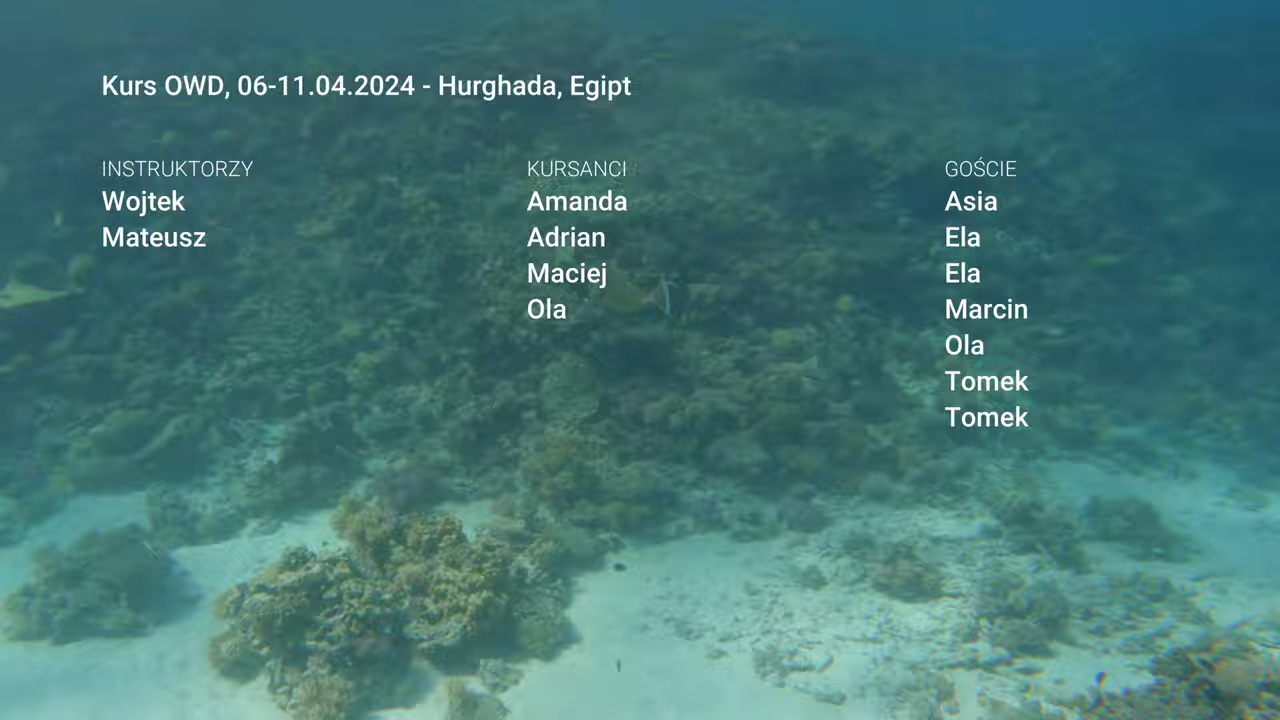 Kurs OWD, 06-11.04.2024 - Hurghada, Egipt
INSTRUKTORZY
Wojtek
Mateusz
KURSANCI
Amanda
Adrian
Maciej
Ola
GOŚCIE
Asia
Ela
Ela
Marcin
Ola
Tomek
Tomek